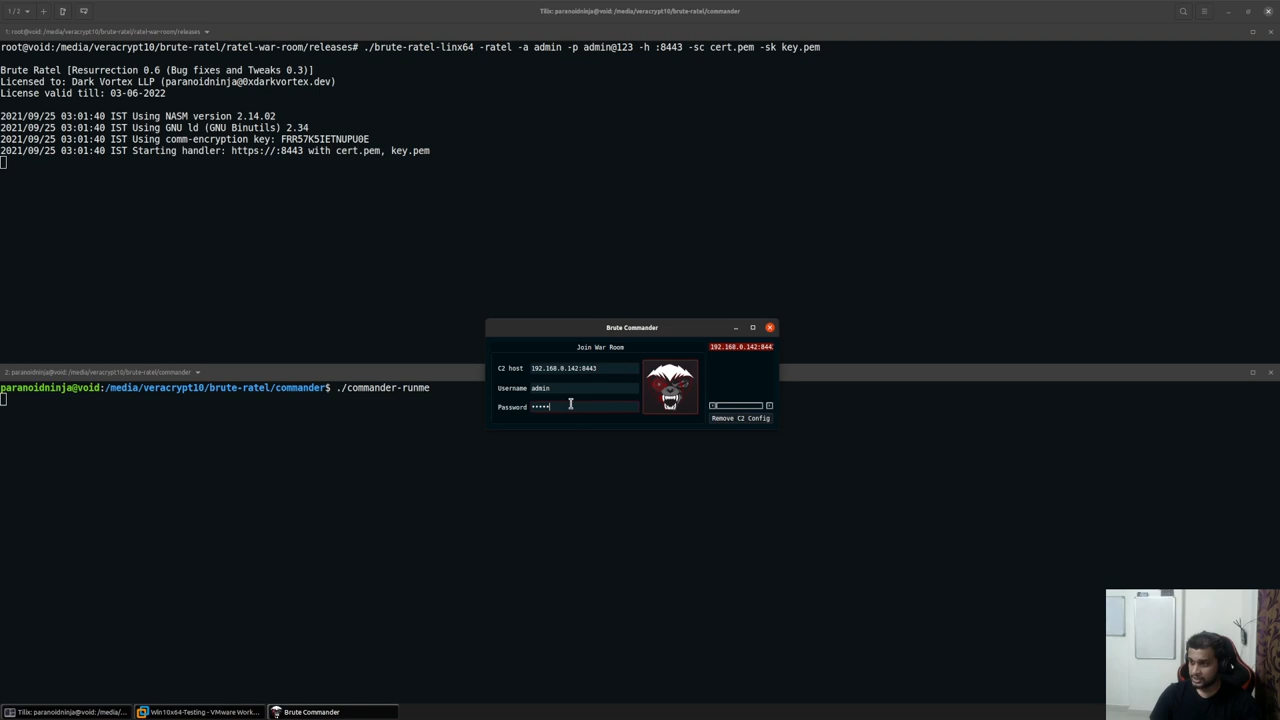 1 / 2
Tilix: paranoidninja@void: /media/veracrypt10/brute-ratel/commander
1: root@void:/media/veracrypt10/brute-ratel/ratel-war-room/releases
root@void:/media/veracrypt10/brute-ratel/ratel-war-room/releases# ./brute-ratel-linx64 -ratel -a admin -p admin@123 -h :8443 -sc cert.pem -sk key.pem
Brute Ratel [Resurrection 0.6 (Bug fixes and Tweaks 0.3)]
Licensed to: Dark Vortex LLP (paranoidninja@0xdarkvortex.dev)
License valid till: 03-06-2022
2021/09/25 03:01:40 IST Using NASM version 2.14.02
2021/09/25 03:01:40 IST Using GNU ld (GNU Binutils) 2.34
2021/09/25 03:01:40 IST Using comm-encryption key: FRR57K5IETNUPU0E
2021/09/25 03:01:40 IST Starting handler: https://:8443 with cert.pem, key.pem
Brute Commander
Join War Room
192.168.0.142:844
C2 host 192.168.0.142:8443
Username admin
Password •••••
Remove C2 Config
2: paranoidninja@void: /media/veracrypt10/brute-ratel/commander
paranoidninja@void:/media/veracrypt10/brute-ratel/commander$ ./commander-runme
Tilix: paranoidninja@void: /media/...
Win10x64-Testing - VMware Work...
Brute Commander